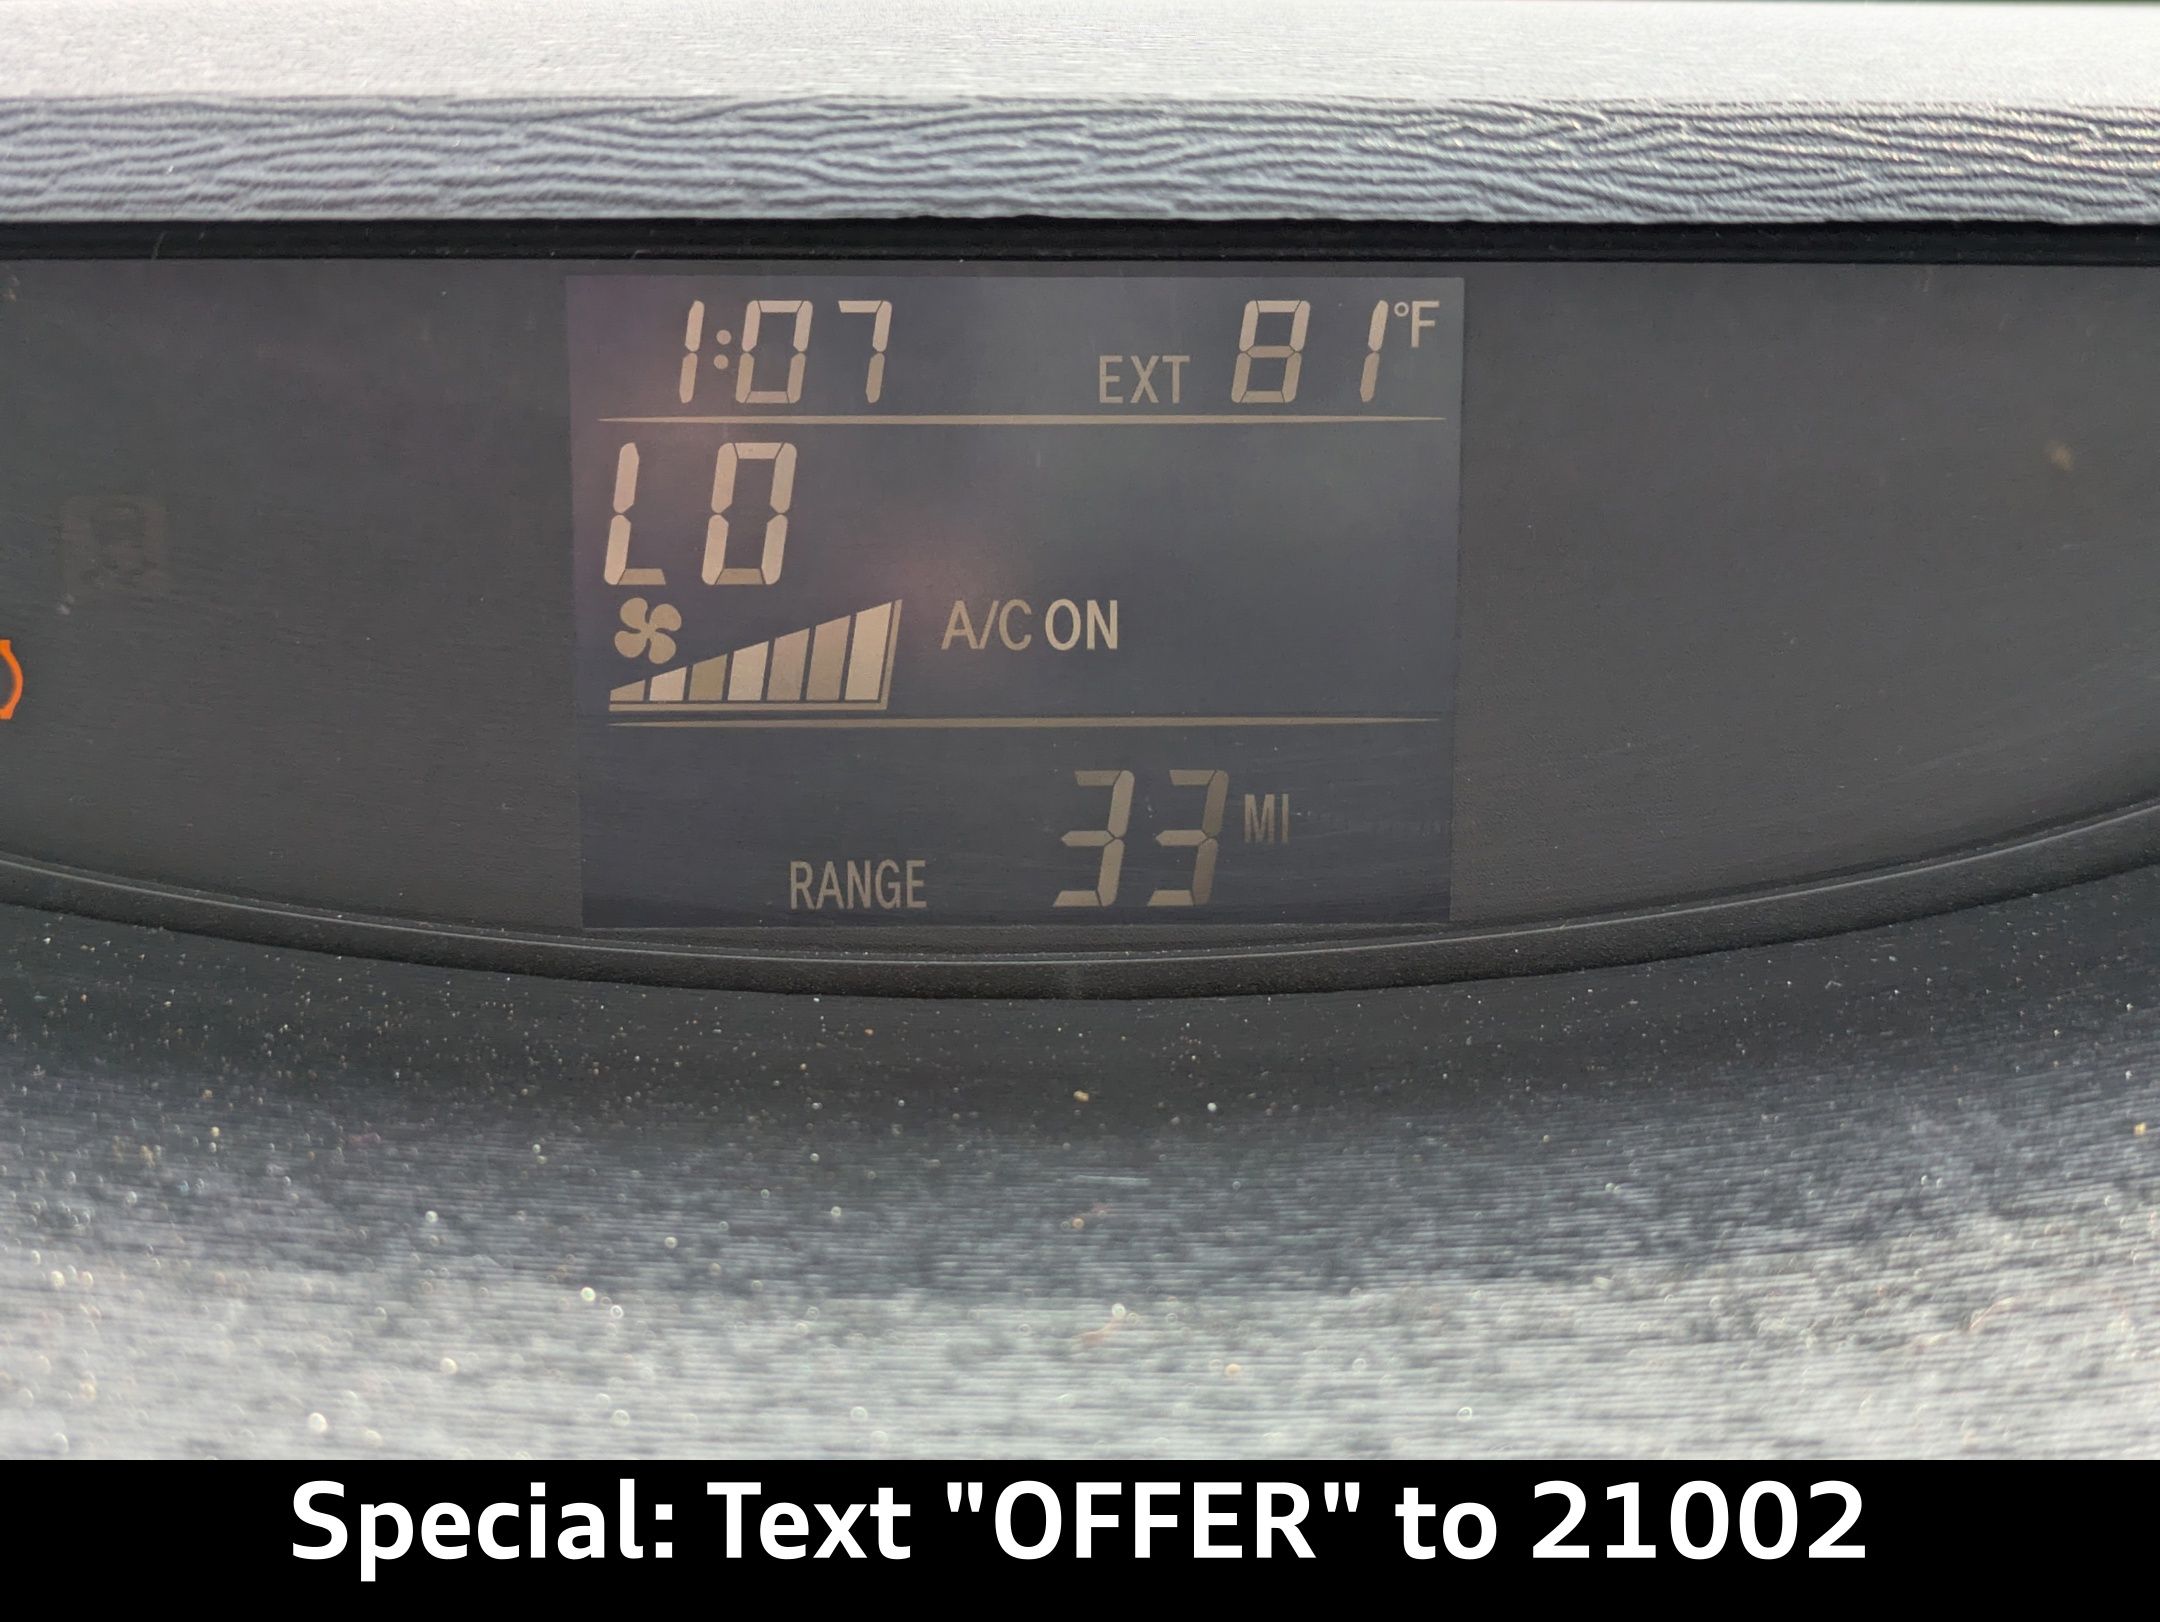 1:07 EXT 81°F
LO
A/C ON
RANGE 33 MI
Special: Text "OFFER" to 21002